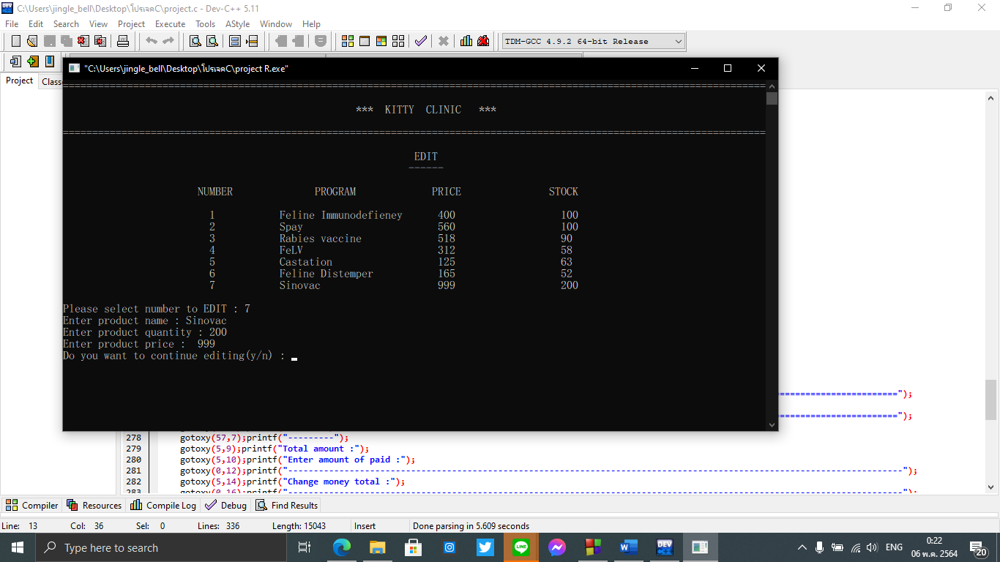 C:\Users\jingle_bell\Desktop\โปรเจคC\project.c - Dev-C++ 5.11
File Edit Search View Project Execute Tools AStyle Window Help
TDM-GCC 4.9.2 64-bit Release
Project Class
"C:\Users\jingle_bell\Desktop\โปรเจคC\project R.exe"
========================================================================================================================
*** KITTY CLINIC ***
========================================================================================================================
EDIT
------
NUMBER PROGRAM PRICE STOCK
1 Feline Immunodefieney 400 100
2 Spay 560 100
3 Rabies vaccine 518 90
4 FeLV 312 58
5 Castation 125 63
6 Feline Distemper 165 52
7 Sinovac 999 200
Please select number to EDIT : 7
Enter product name : Sinovac
Enter product quantity : 200
Enter product price : 999
Do you want to continue editing(y/n) :
=======================");
=======================");
278 gotoxy(57,7);printf("---------");
279 gotoxy(5,9);printf("Total amount :");
280 gotoxy(5,10);printf("Enter amount of paid :");
281 gotoxy(0,12);printf("------------------------------------------------------------------------------------------------------------------------");
282 gotoxy(5,14);printf("Change money total :");
283 gotoxy(0,16);printf("------------------------------------------------------------------------------------------------------------------------");
Compiler Resources Compile Log Debug Find Results
Line: 13 Col: 36 Sel: 0 Lines: 336 Length: 15043 Insert Done parsing in 5.609 seconds
Type here to search
LINE
DEV
ENG
0:22
06 พ.ค. 2564
20